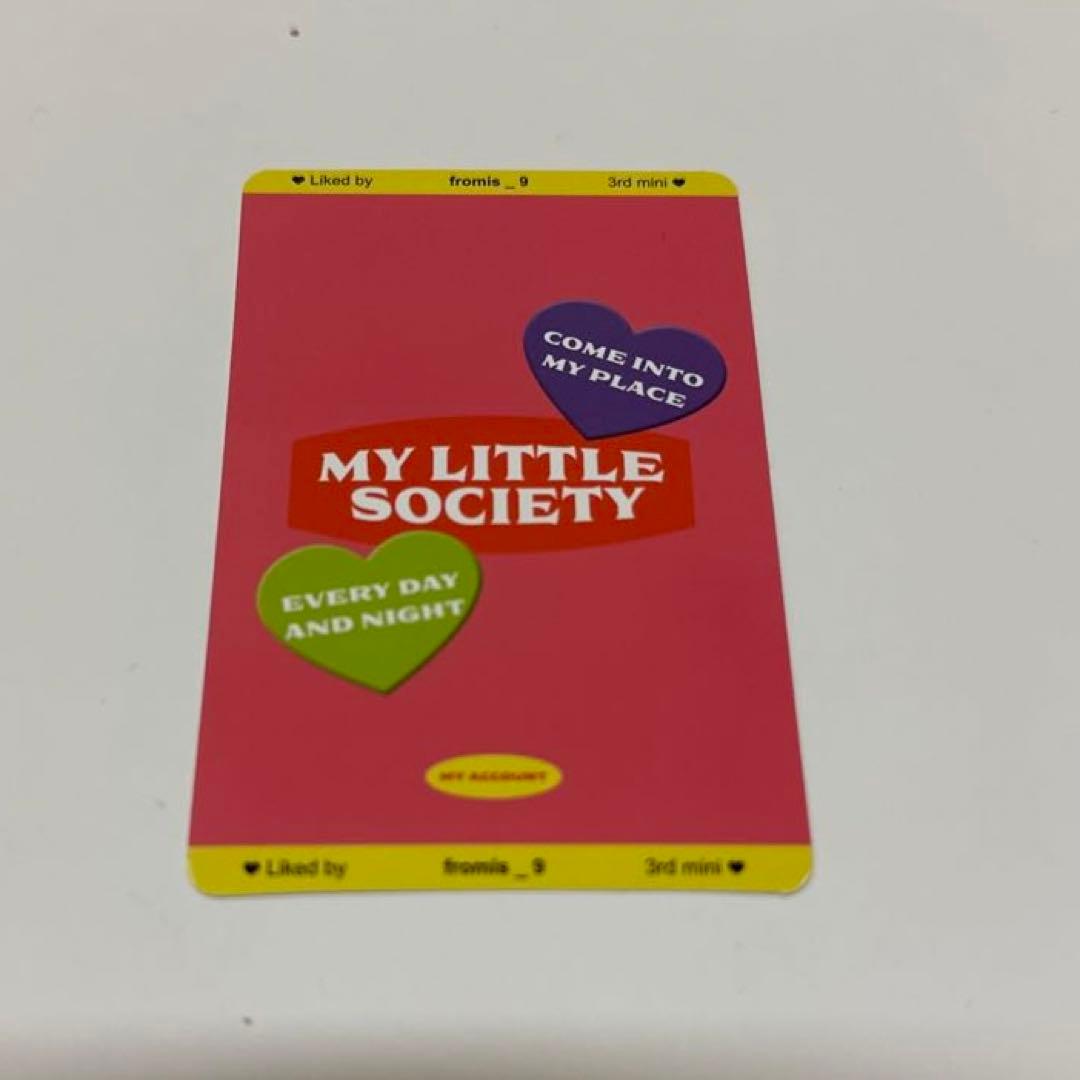 ♥ Liked by fromis _ 9 3rd mini ♥
COME INTO
MY PLACE
MY LITTLE
SOCIETY
EVERY DAY
AND NIGHT
MY ACCOUNT
♥ Liked by fromis _ 9 3rd mini ♥